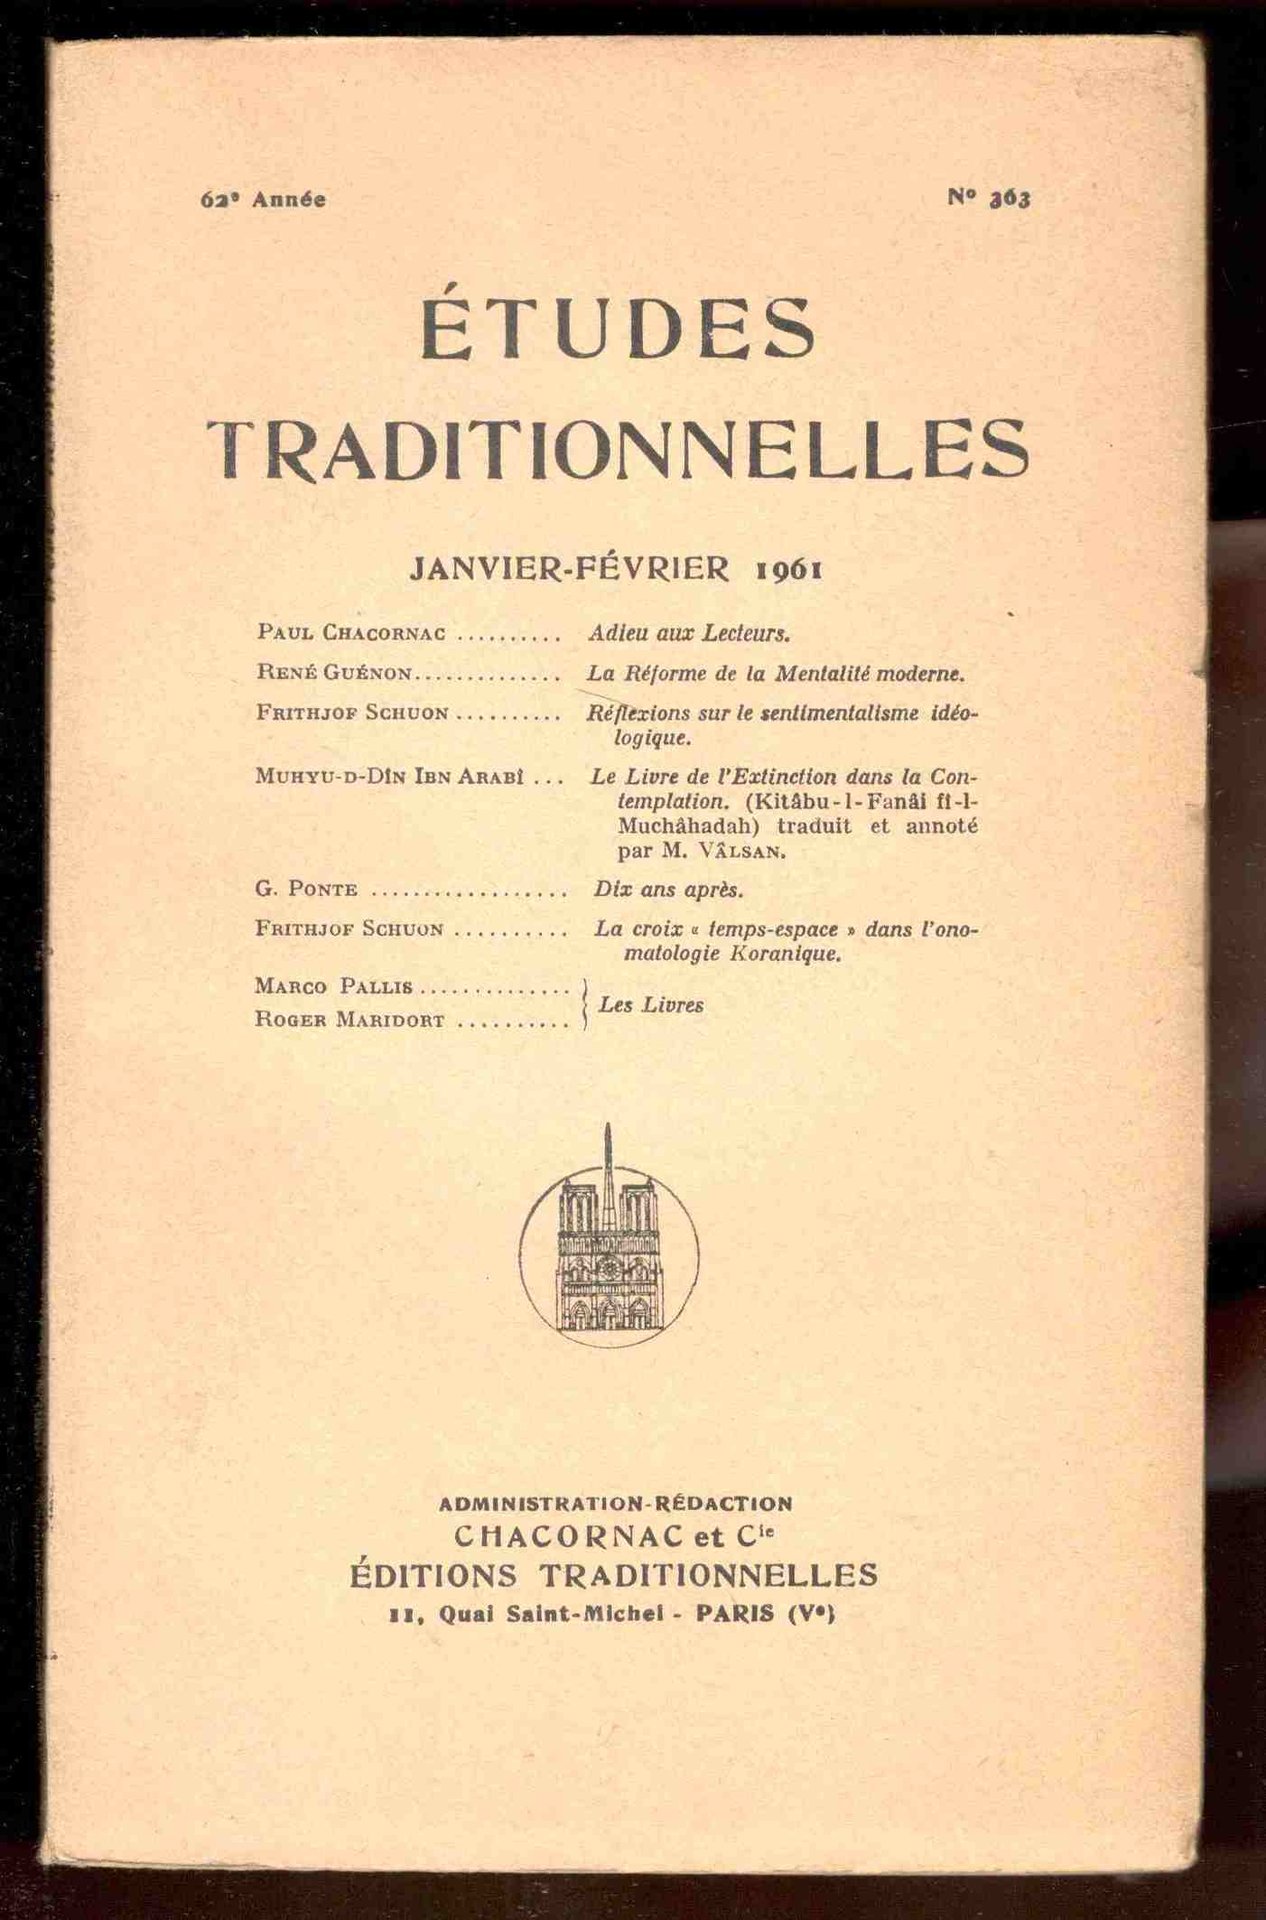 62e Année
N° 363
ÉTUDES
TRADITIONNELLES
JANVIER-FÉVRIER 1961
PAUL CHACORNAC .......... Adieu aux Lecteurs.
RENÉ GUÉNON.............. La Réforme de la Mentalité moderne.
FRITHJOF SCHUON .......... Réflexions sur le sentimentalisme idéo-
logique.
MUHYU-D-DÎN IBN ARABÎ ... Le Livre de l'Extinction dans la Con-
templation. (Kitâbu-l-Fanâi fî-l-
Muchâhadah) traduit et annoté
par M. VÂLSAN.
G. PONTE .................. Dix ans après.
FRITHJOF SCHUON .......... La croix « temps-espace » dans l'ono-
matologie Koranique.
MARCO PALLIS ..............
ROGER MARIDORT ..........
Les Livres
ADMINISTRATION-RÉDACTION
CHACORNAC et Cie
ÉDITIONS TRADITIONNELLES
11, Quai Saint-Michel - PARIS (Ve)